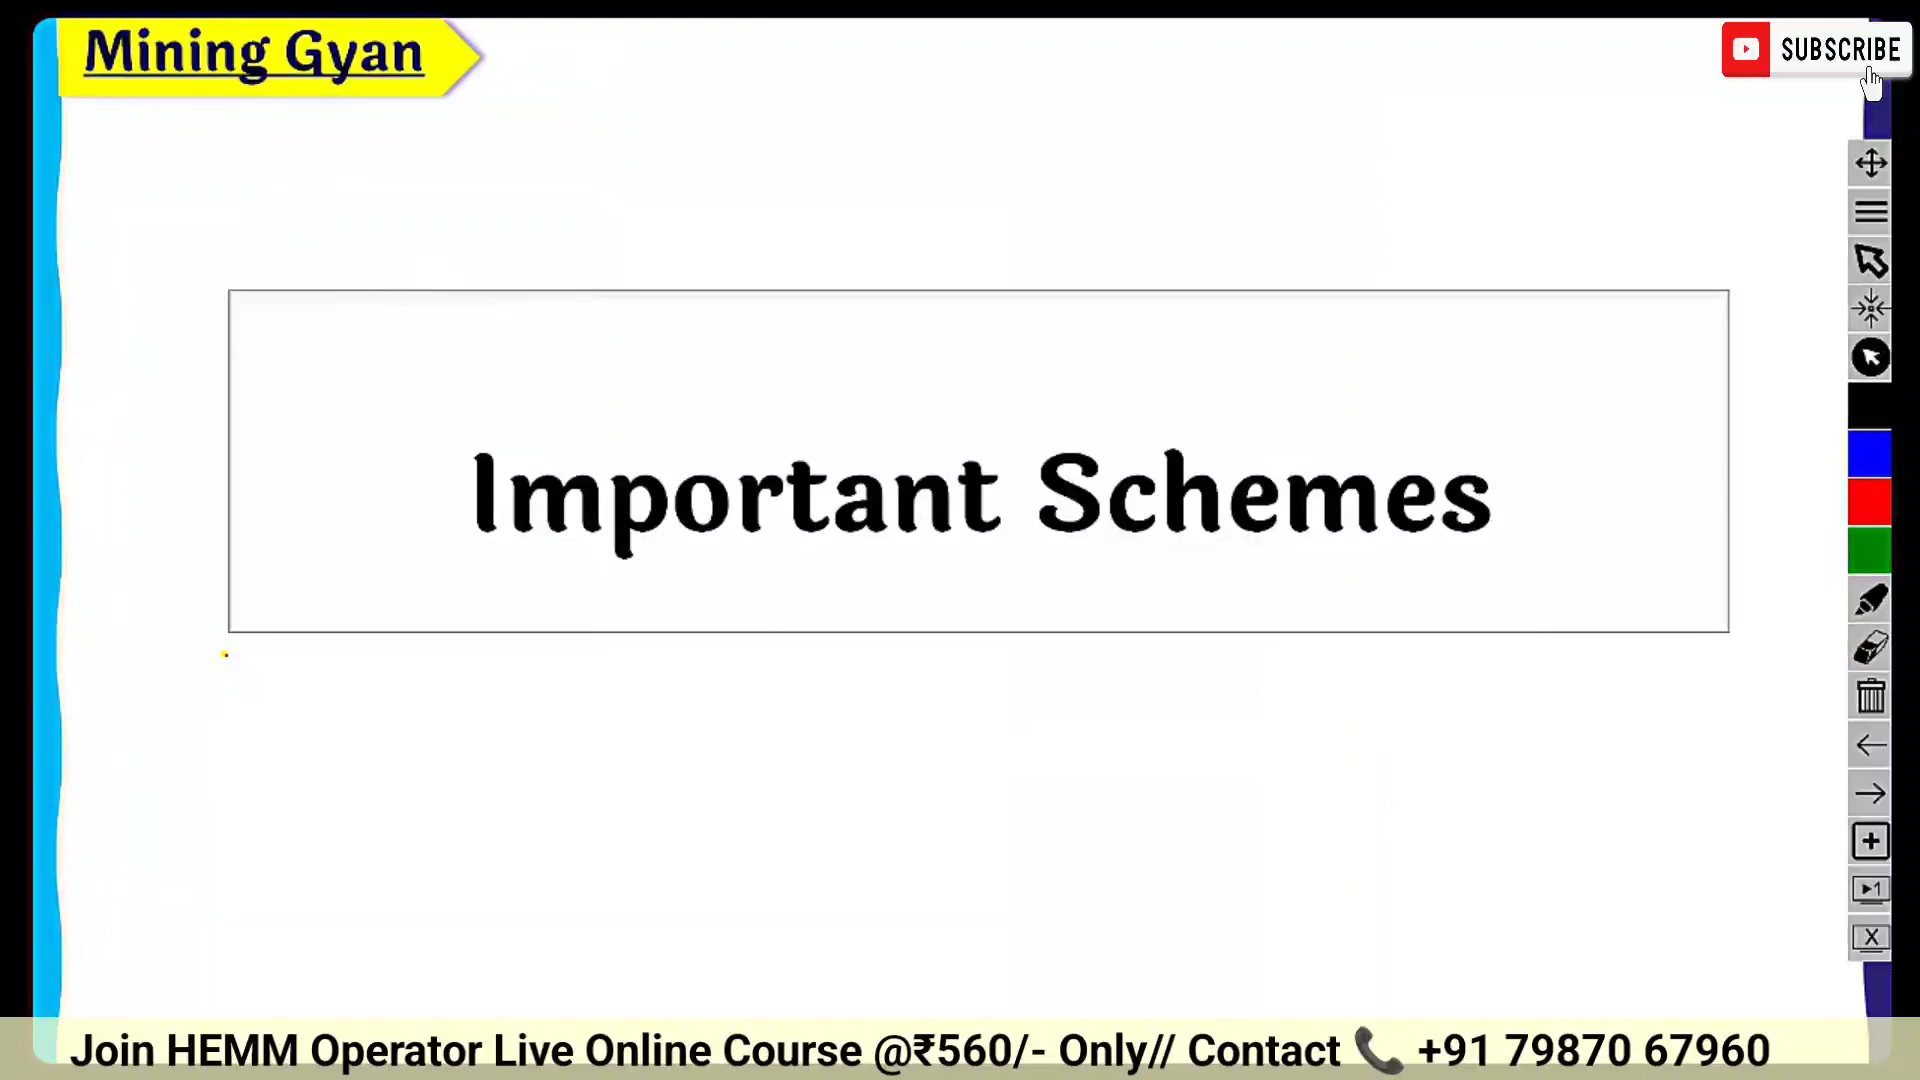 Mining Gyan
SUBSCRIBE
Important Schemes
Join HEMM Operator Live Online Course @₹560/- Only// Contact 📞 +91 79870 67960